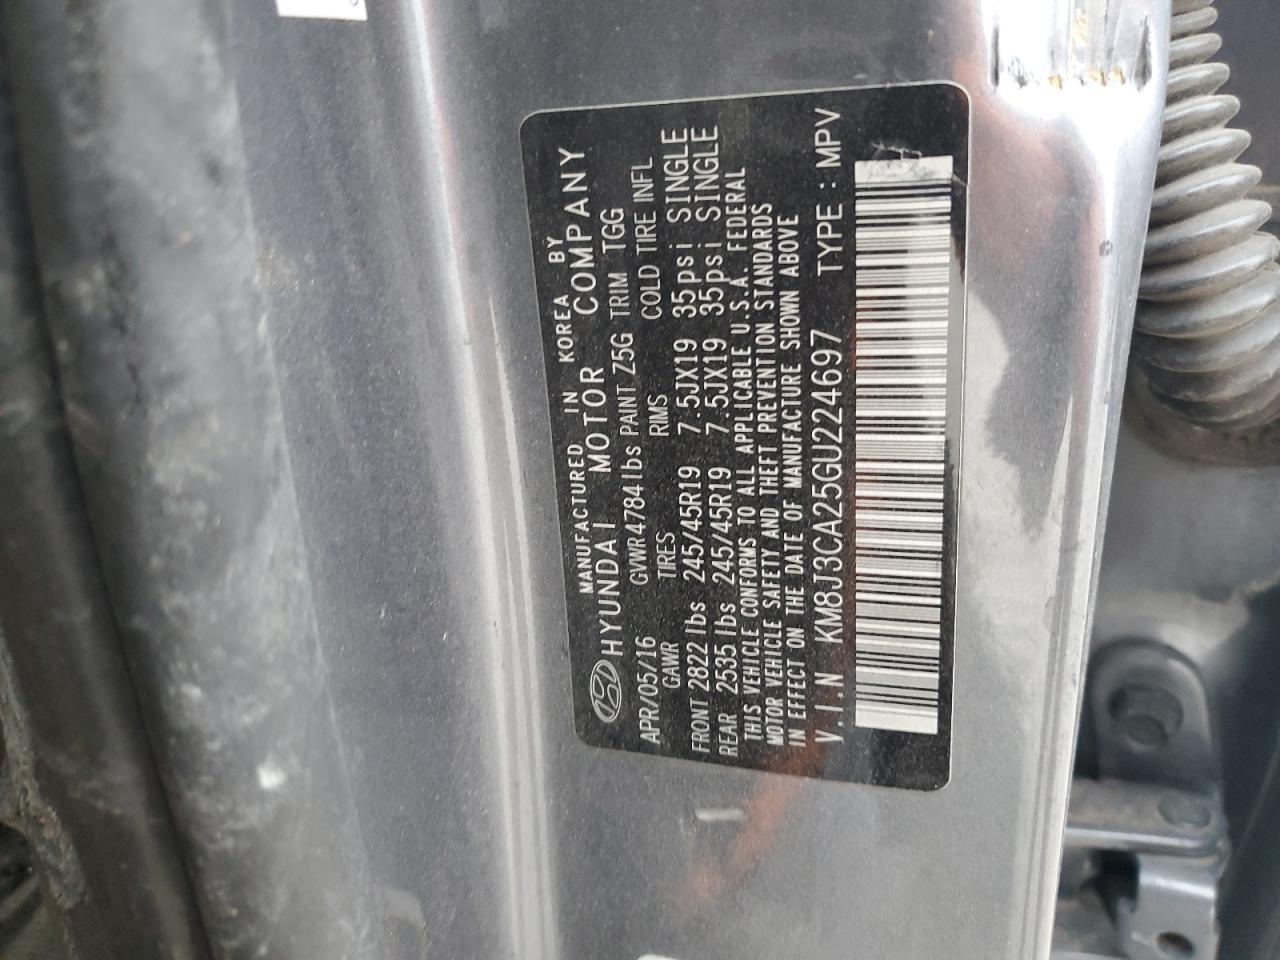 MANUFACTURED IN KOREA BY
HYUNDAI MOTOR COMPANY
APR/05/16 GVWR 4784 lbs PAINT Z5G TRIM TGG
GAWR TIRES RIMS COLD TIRE INFL
FRONT 2822 lbs 245/45R19 7.5JX19 35psi SINGLE
REAR 2535 lbs 245/45R19 7.5JX19 35psi SINGLE
THIS VEHICLE CONFORMS TO ALL APPLICABLE U.S.A. FEDERAL
MOTOR VEHICLE SAFETY AND THEFT PREVENTION STANDARDS
IN EFFECT ON THE DATE OF MANUFACTURE SHOWN ABOVE
V.I.N KM8J3CA25GU224697 TYPE : MPV